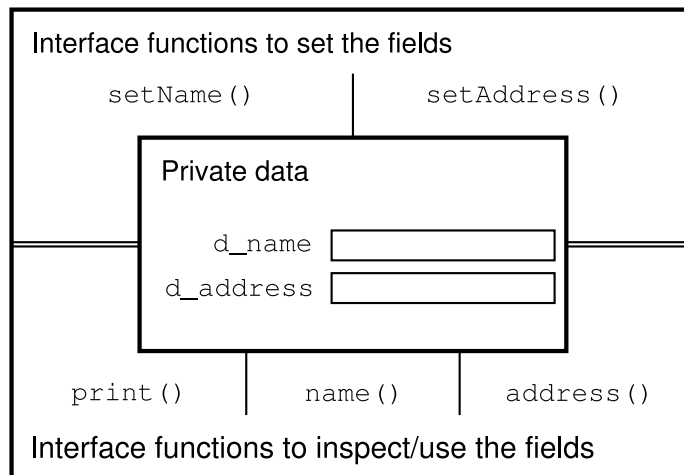 Interface functions to set the fields
setName() setAddress()
Private data
d_name
d_address
print() name() address()
Interface functions to inspect/use the fields